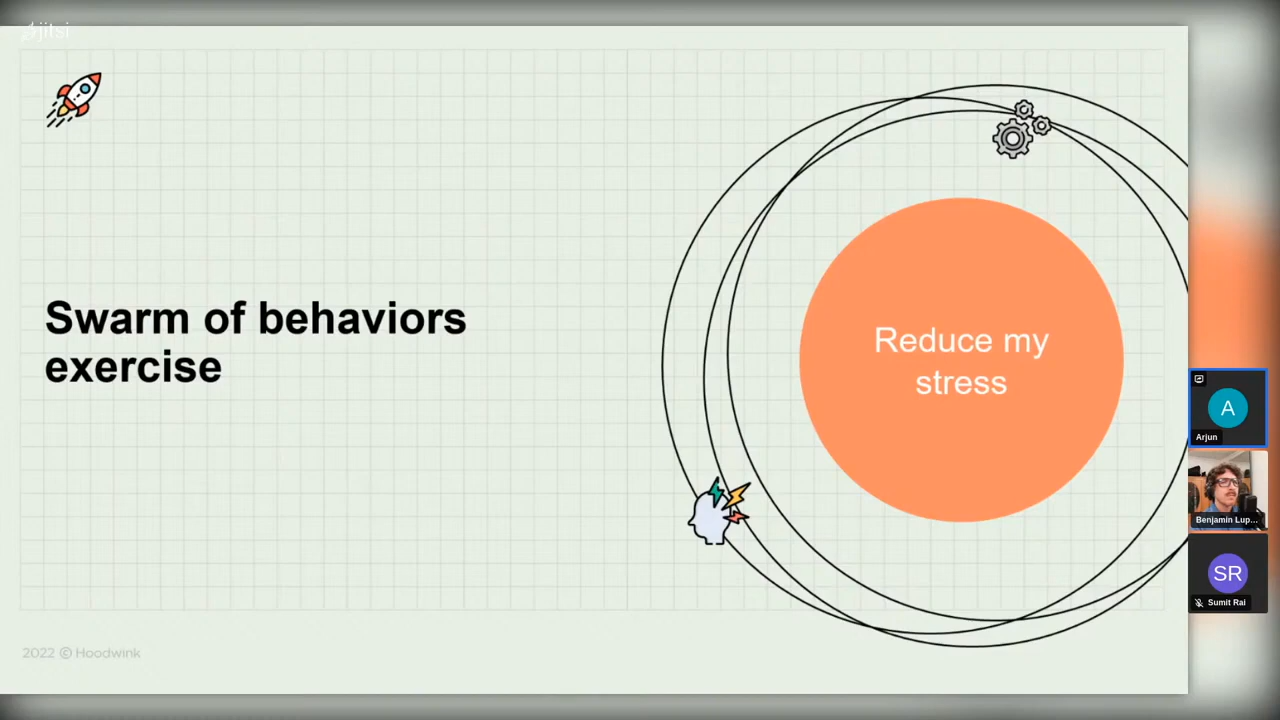 jitsi
Swarm of behaviors
exercise
Reduce my
stress
A
Arjun
Benjamin Lup...
SR
Sumit Rai
2022 © Hoodwink